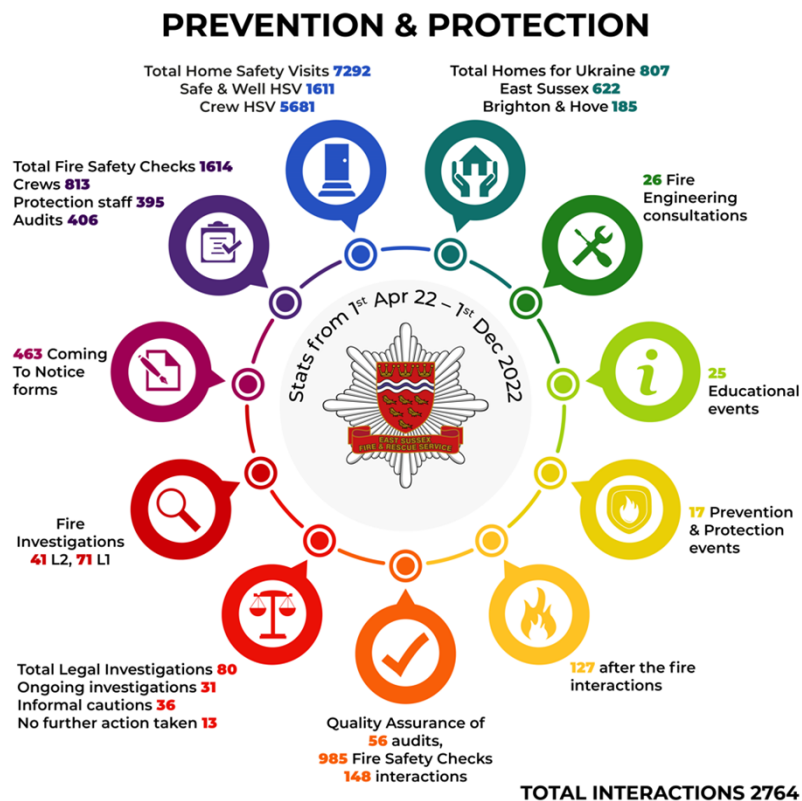 PREVENTION & PROTECTION
Total Home Safety Visits 7292
Safe & Well HSV 1611
Crew HSV 5681
Total Homes for Ukraine 807
East Sussex 622
Brighton & Hove 185
Total Fire Safety Checks 1614
Crews 813
Protection staff 395
Audits 406
26 Fire
Engineering
consultations
Stats from 1st Apr 22 – 1st Dec 2022
463 Coming
To Notice
forms
i
25
Educational
events
EAST SUSSEX
FIRE & RESCUE SERVICE
Fire
Investigations
41 L2, 71 L1
17 Prevention
& Protection
events
Total Legal Investigations 80
Ongoing investigations 31
Informal cautions 36
No further action taken 13
127 after the fire
interactions
Quality Assurance of
56 audits,
985 Fire Safety Checks
148 interactions
TOTAL INTERACTIONS 2764